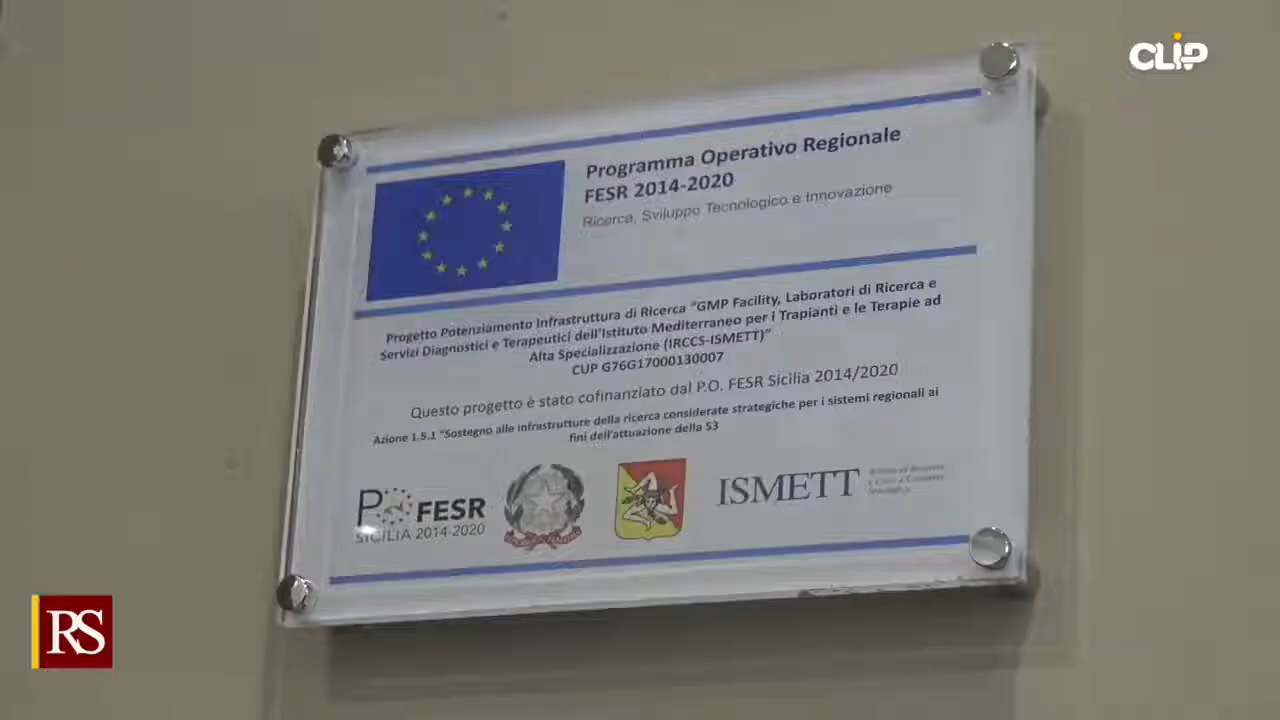 CLIP
Programma Operativo Regionale
FESR 2014-2020
Ricerca, Sviluppo Tecnologico e Innovazione
Progetto Potenziamento Infrastruttura di Ricerca "GMP Facility, Laboratori di Ricerca e
Servizi Diagnostici e Terapeutici dell'Istituto Mediterraneo per i Trapianti e le Terapie ad
Alta Specializzazione (IRCCS-ISMETT)"
CUP G76G17000130007
Questo progetto è stato cofinanziato dal P.O. FESR Sicilia 2014/2020
Azione 1.5.1 "Sostegno alle infrastrutture della ricerca considerate strategiche per i sistemi regionali ai
fini dell'attuazione della S3
PO FESR
SICILIA 2014-2020
ISMETT
RS